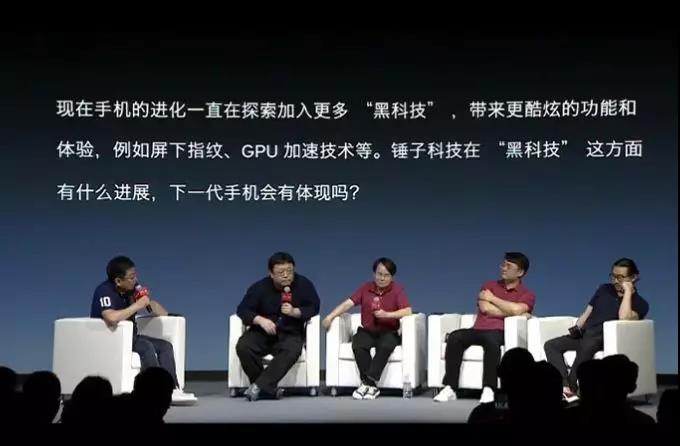 现在手机的进化一直在探索加入更多 “黑科技” ，带来更酷炫的功能和
体验，例如屏下指纹、GPU 加速技术等。锤子科技在 “黑科技” 这方面
有什么进展，下一代手机会有体现吗?
10